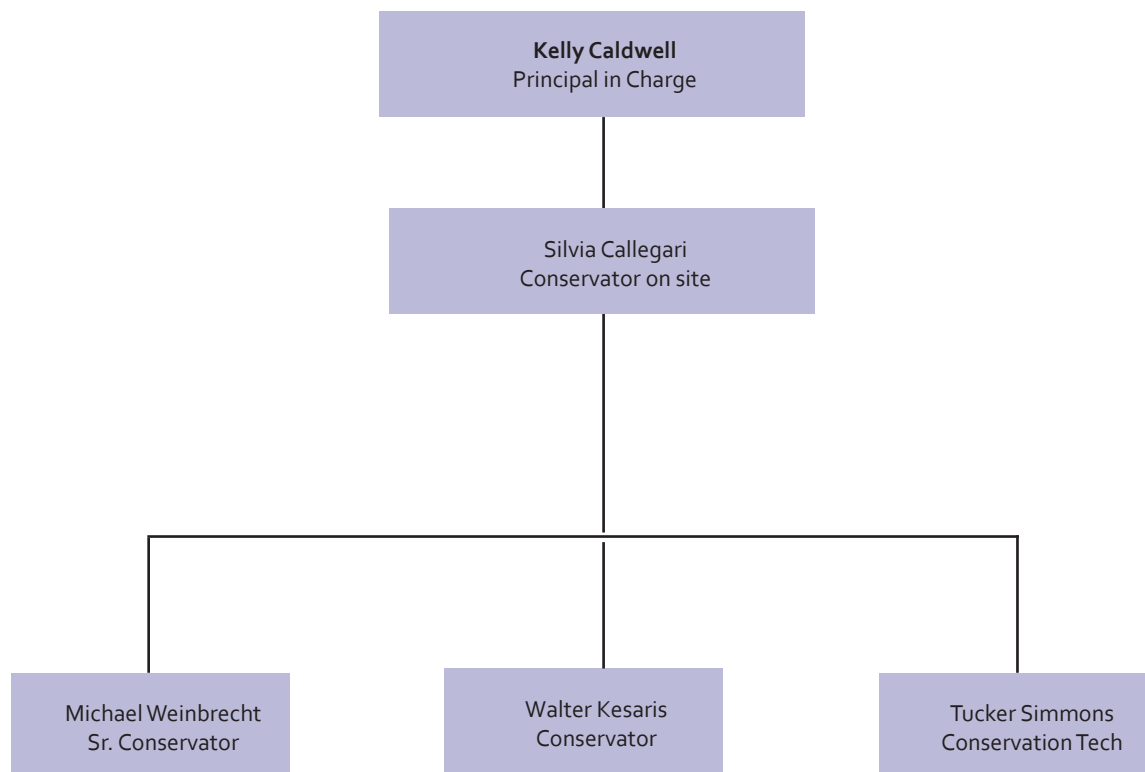 Kelly Caldwell
Principal in Charge
Silvia Callegari
Conservator on site
Michael Weinbrecht
Sr. Conservator
Walter Kesaris
Conservator
Tucker Simmons
Conservation Tech